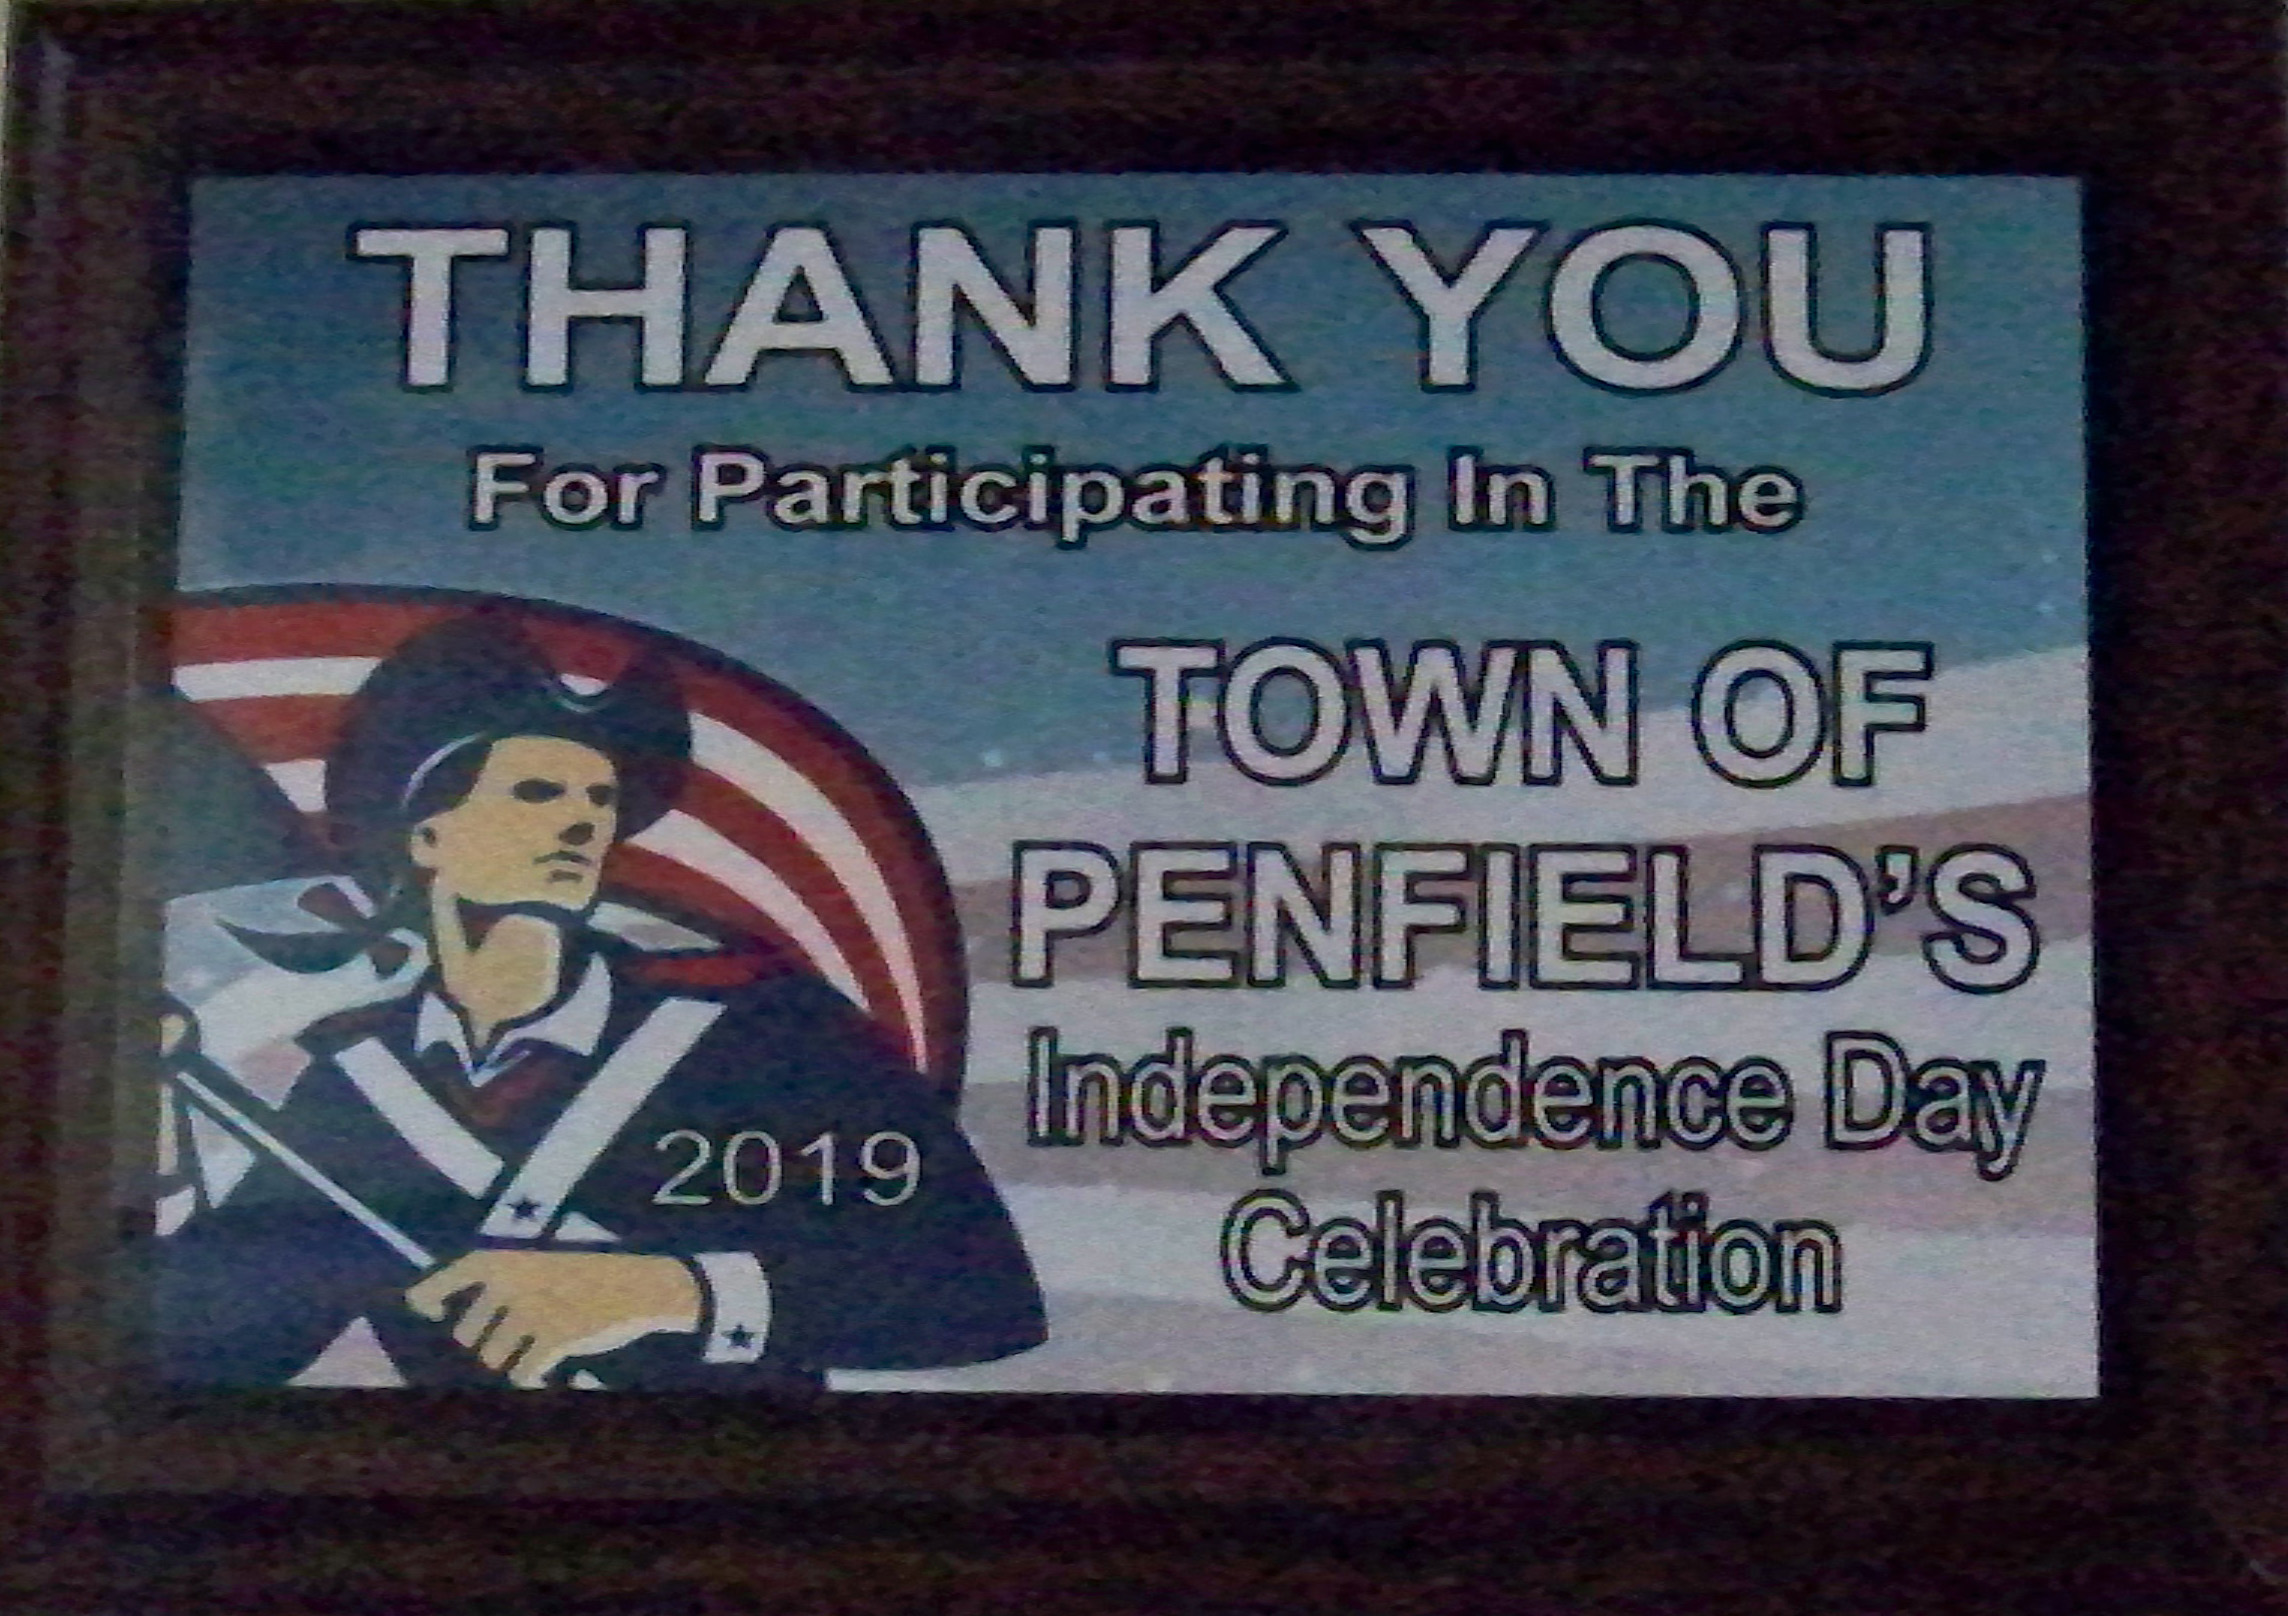 THANK YOU
For Participating In The
TOWN OF
PENFIELD'S
Independence Day
Celebration
2019